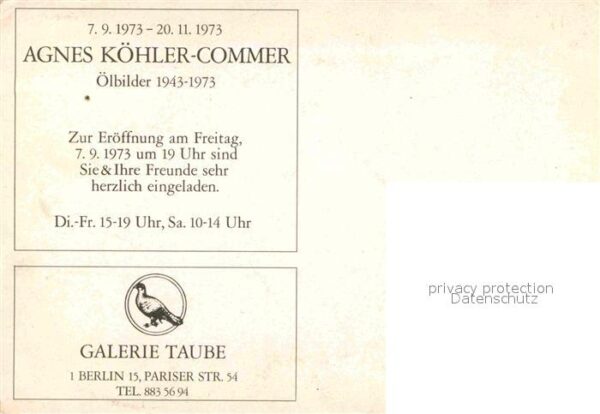 7. 9. 1973 – 20. 11. 1973
AGNES KÖHLER-COMMER
Ölbilder 1943-1973
Zur Eröffnung am Freitag,
7. 9. 1973 um 19 Uhr sind
Sie & Ihre Freunde sehr
herzlich eingeladen.
Di.-Fr. 15-19 Uhr, Sa. 10-14 Uhr
privacy protection
Datenschutz
GALERIE TAUBE
1 BERLIN 15, PARISER STR. 54
TEL. 883 56 94